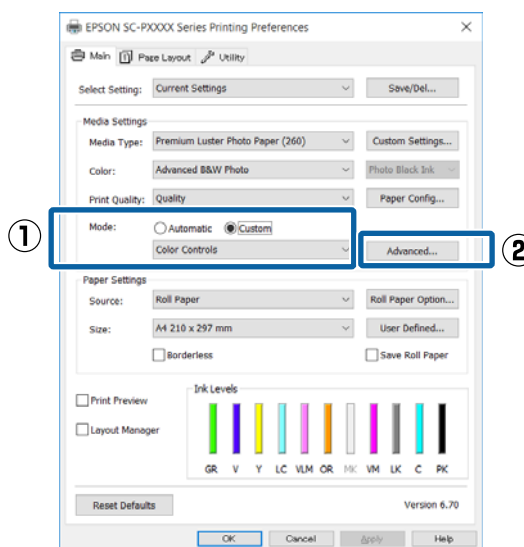 EPSON SC-PXXXX Series Printing Preferences
Main Page Layout Utility
Select Setting: Current Settings Save/Del...
Media Settings
Media Type: Premium Luster Photo Paper (260) Custom Settings...
Color: Advanced B&W Photo Photo Black Ink
Print Quality: Quality Paper Config...
① Mode: Automatic Custom
Color Controls Advanced... ②
Paper Settings
Source: Roll Paper Roll Paper Option...
Size: A4 210 x 297 mm User Defined...
Borderless Save Roll Paper
Ink Levels
Print Preview
Layout Manager
GR V Y LC VLM OR MK VM LK C PK
Reset Defaults Version 6.70
OK Cancel Apply Help